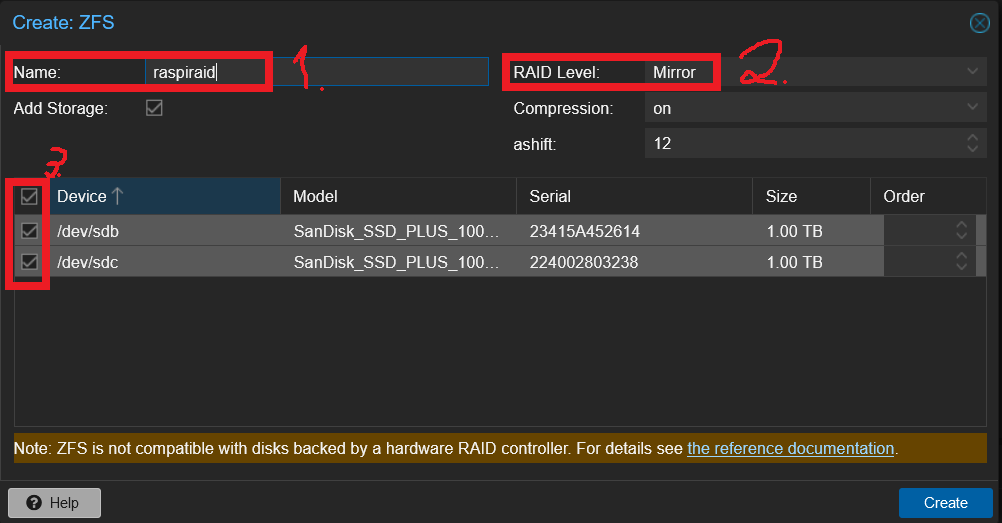 Create: ZFS
Name: raspiraid 1.
RAID Level: Mirror 2.
Add Storage:
Compression: on
ashift: 12
3.
Device Model Serial Size Order
/dev/sdb SanDisk_SSD_PLUS_100... 23415A452614 1.00 TB
/dev/sdc SanDisk_SSD_PLUS_100... 224002803238 1.00 TB
Note: ZFS is not compatible with disks backed by a hardware RAID controller. For details see the reference documentation.
Help
Create